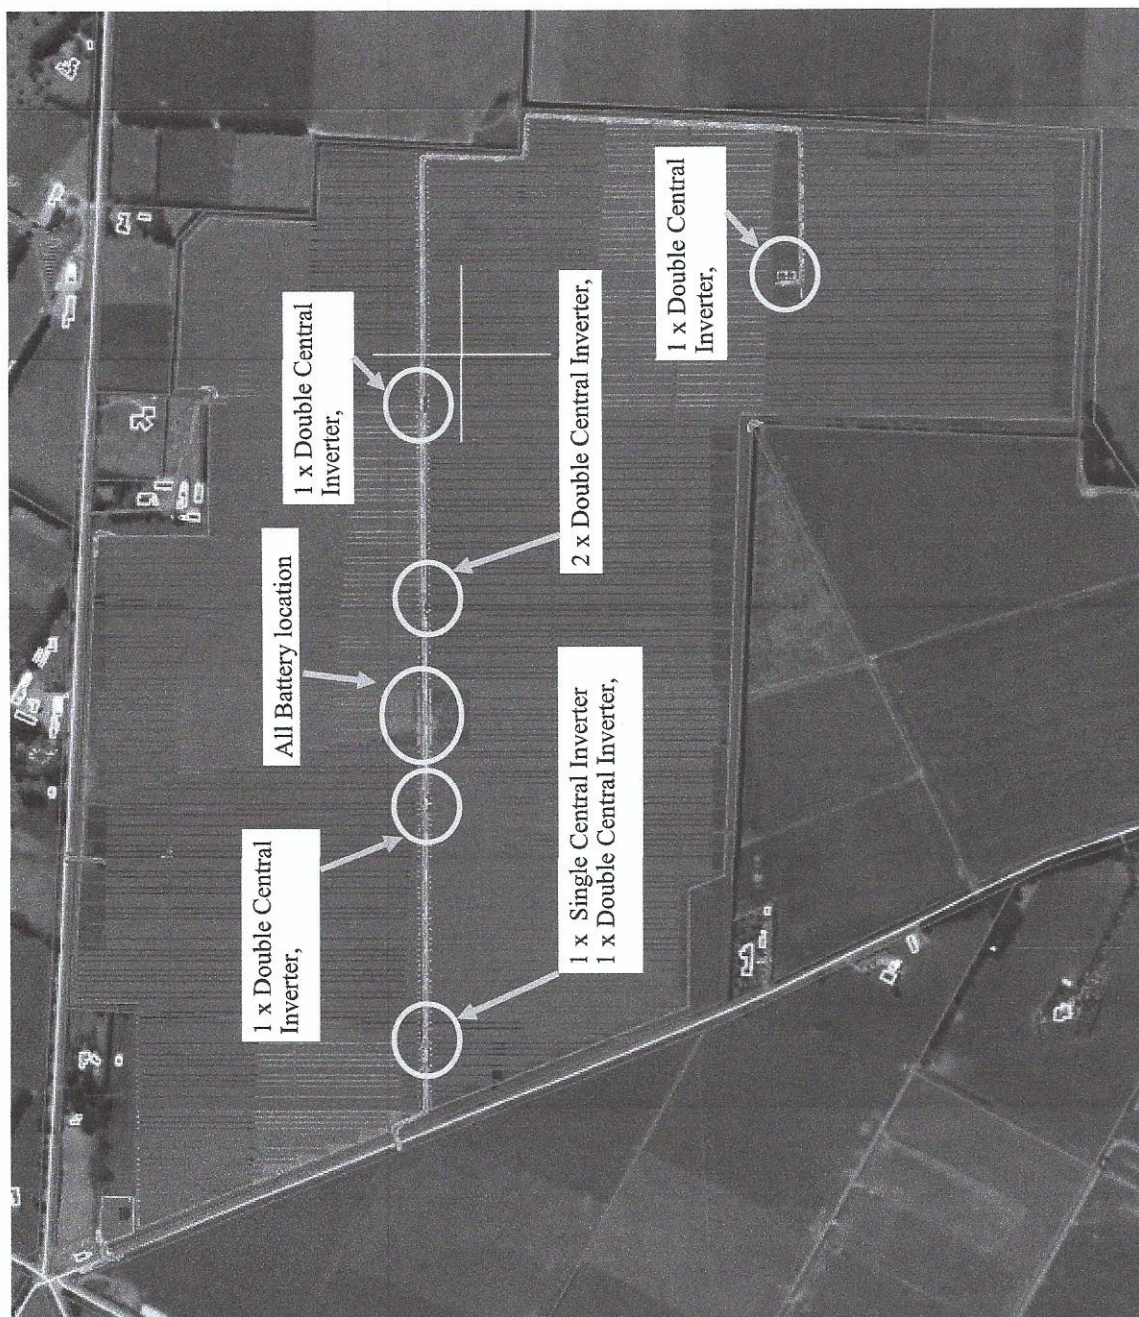 1 x Double Central
Inverter,
All Battery location
1 x Double Central
Inverter,
1 x  Single Central Inverter
1 x Double Central Inverter,
2 x Double Central Inverter,
1 x Double Central
Inverter,